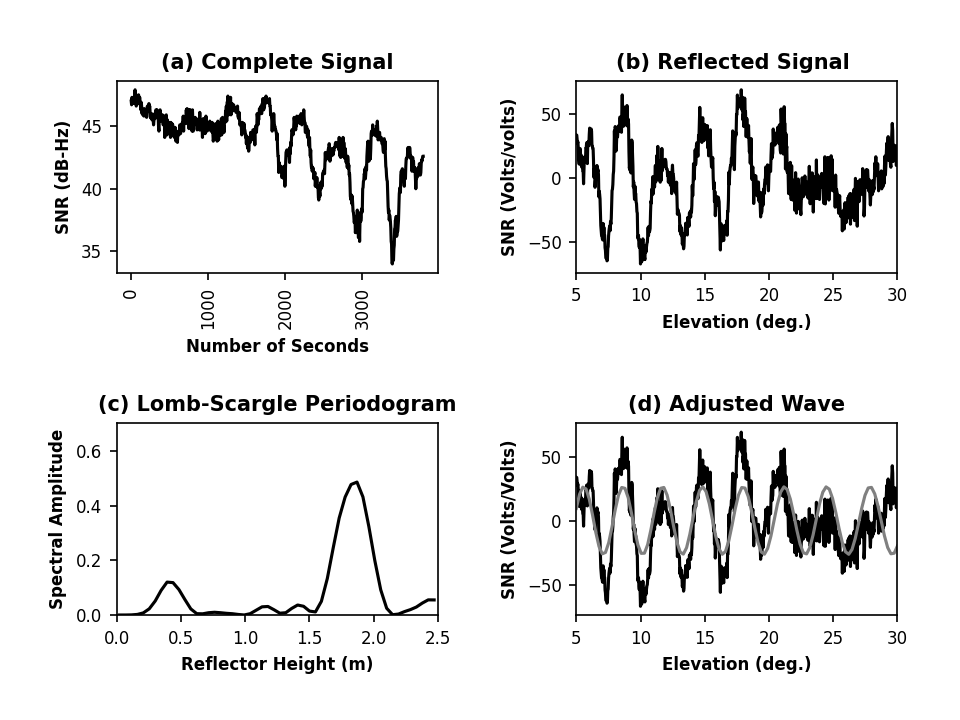 (a) Complete Signal
SNR (dB-Hz)
45
40
35
0
1000
2000
3000
Number of Seconds
(b) Reflected Signal
SNR (Volts/volts)
50
0
−50
5
10
15
20
25
30
Elevation (deg.)
(c) Lomb-Scargle Periodogram
Spectral Amplitude
0.6
0.4
0.2
0.0
0.0
0.5
1.0
1.5
2.0
2.5
Reflector Height (m)
(d) Adjusted Wave
SNR (Volts/Volts)
50
0
−50
5
10
15
20
25
30
Elevation (deg.)